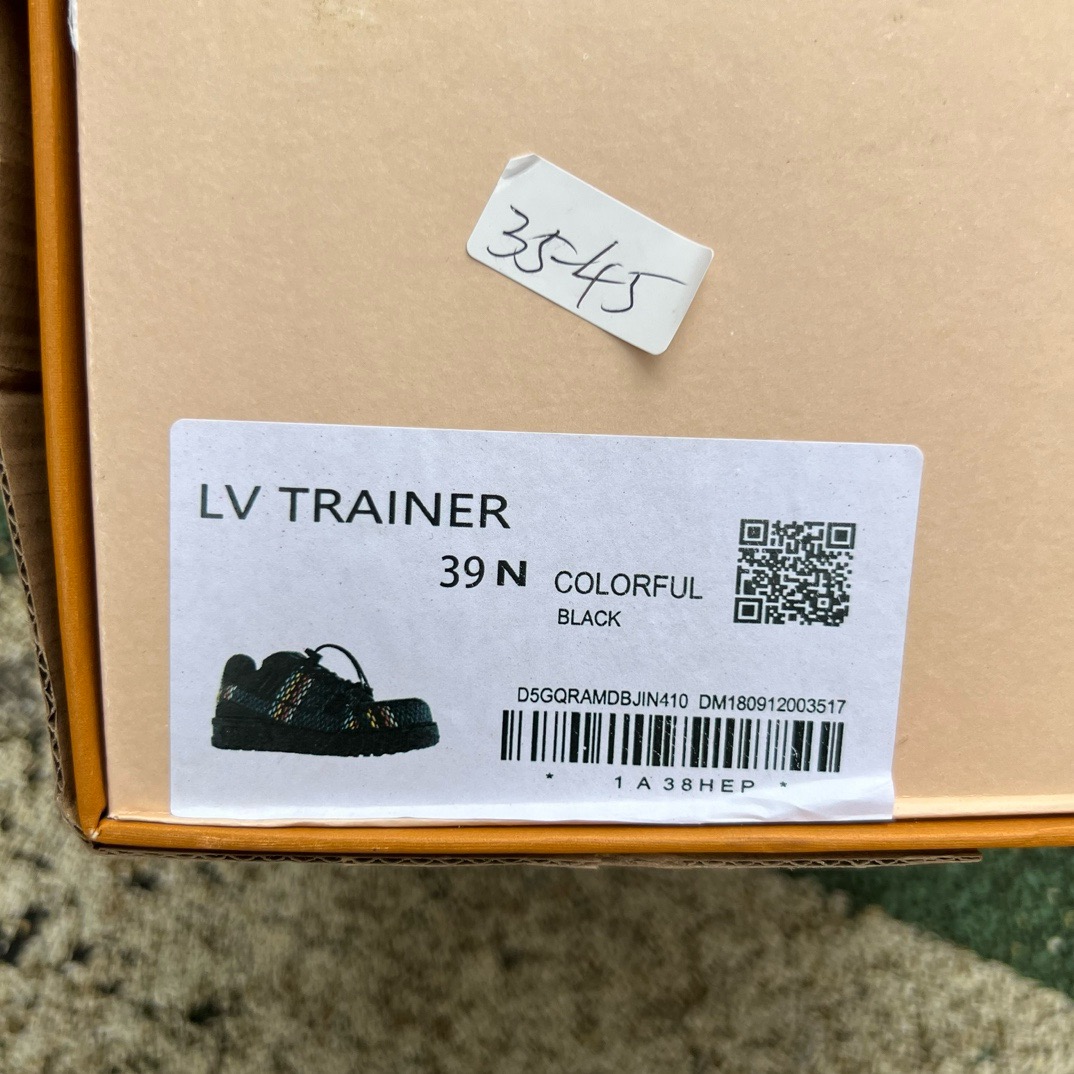 35-45
LV TRAINER
39 N COLORFUL
BLACK
D5GQRAMDBJIN410 DM180912003517
* 1 A 38HEP *